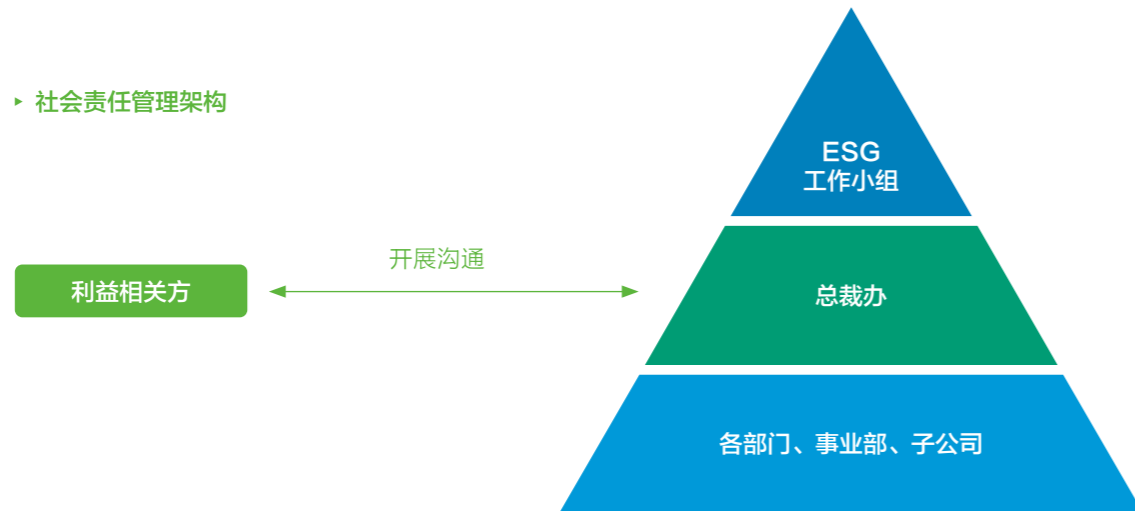 社会责任管理架构
ESG
工作小组
开展沟通
利益相关方
总裁办
各部门、事业部、子公司